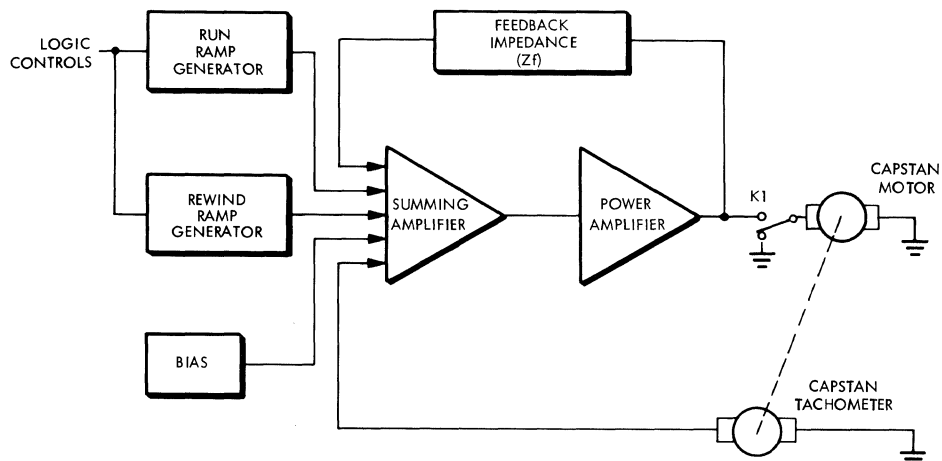 LOGIC
CONTROLS
RUN
RAMP
GENERATOR
FEEDBACK
IMPEDANCE
(Zf)
REWIND
RAMP
GENERATOR
SUMMING
AMPLIFIER
POWER
AMPLIFIER
K1
CAPSTAN
MOTOR
BIAS
CAPSTAN
TACHOMETER